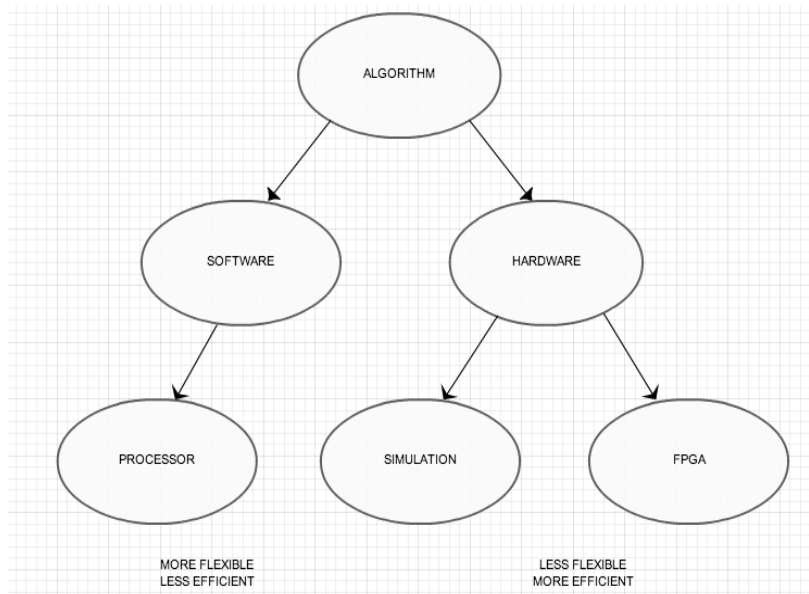 ALGORITHM
SOFTWARE
HARDWARE
PROCESSOR
SIMULATION
FPGA
MORE FLEXIBLE
LESS EFFICIENT
LESS FLEXIBLE
MORE EFFICIENT